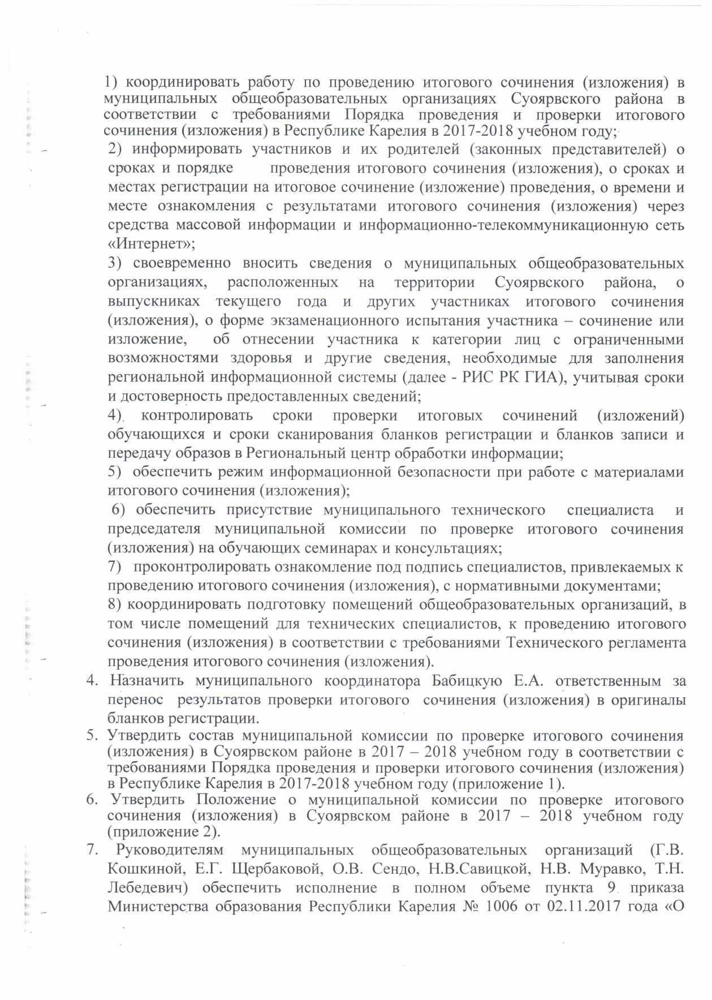 1) координировать работу по проведению итогового сочинения (изложения) в
муниципальных общеобразовательных организациях Суоярвского района в
соответствии с требованиями Порядка проведения и проверки итогового
сочинения (изложения) в Республике Карелия в 2017-2018 учебном году;
2) информировать участников и их родителей (законных представителей) о
сроках и порядке проведения итогового сочинения (изложения), о сроках и
местах регистрации на итоговое сочинение (изложение) проведения, о времени и
месте ознакомления с результатами итогового сочинения (изложения) через
средства массовой информации и информационно-телекоммуникационную сеть
«Интернет»;
3) своевременно вносить сведения о муниципальных общеобразовательных
организациях, расположенных на территории Суоярвского района, о
выпускниках текущего года и других участниках итогового сочинения
(изложения), о форме экзаменационного испытания участника – сочинение или
изложение, об отнесении участника к категории лиц с ограниченными
возможностями здоровья и другие сведения, необходимые для заполнения
региональной информационной системы (далее - РИС РК ГИА), учитывая сроки
и достоверность предоставленных сведений;
4). контролировать сроки проверки итоговых сочинений (изложений)
обучающихся и сроки сканирования бланков регистрации и бланков записи и
передачу образов в Региональный центр обработки информации;
5) обеспечить режим информационной безопасности при работе с материалами
итогового сочинения (изложения);
6) обеспечить присутствие муниципального технического специалиста и
председателя муниципальной комиссии по проверке итогового сочинения
(изложения) на обучающих семинарах и консультациях;
7) проконтролировать ознакомление под подпись специалистов, привлекаемых к
проведению итогового сочинения (изложения), с нормативными документами;
8) координировать подготовку помещений общеобразовательных организаций, в
том числе помещений для технических специалистов, к проведению итогового
сочинения (изложения) в соответствии с требованиями Технического регламента
проведения итогового сочинения (изложения).
4. Назначить муниципального координатора Бабицкую Е.А. ответственным за
перенос результатов проверки итогового сочинения (изложения) в оригиналы
бланков регистрации.
5. Утвердить состав муниципальной комиссии по проверке итогового сочинения
(изложения) в Суоярвском районе в 2017 – 2018 учебном году в соответствии с
требованиями Порядка проведения и проверки итогового сочинения (изложения)
в Республике Карелия в 2017-2018 учебном году (приложение 1).
6. Утвердить Положение о муниципальной комиссии по проверке итогового
сочинения (изложения) в Суоярвском районе в 2017 – 2018 учебном году
(приложение 2).
7. Руководителям муниципальных общеобразовательных организаций (Г.В.
Кошкиной, Е.Г. Щербаковой, О.В. Сендо, Н.В.Савицкой, Н.В. Муравко, Т.Н.
Лебедевич) обеспечить исполнение в полном объеме пункта 9 приказа
Министерства образования Республики Карелия № 1006 от 02.11.2017 года «О